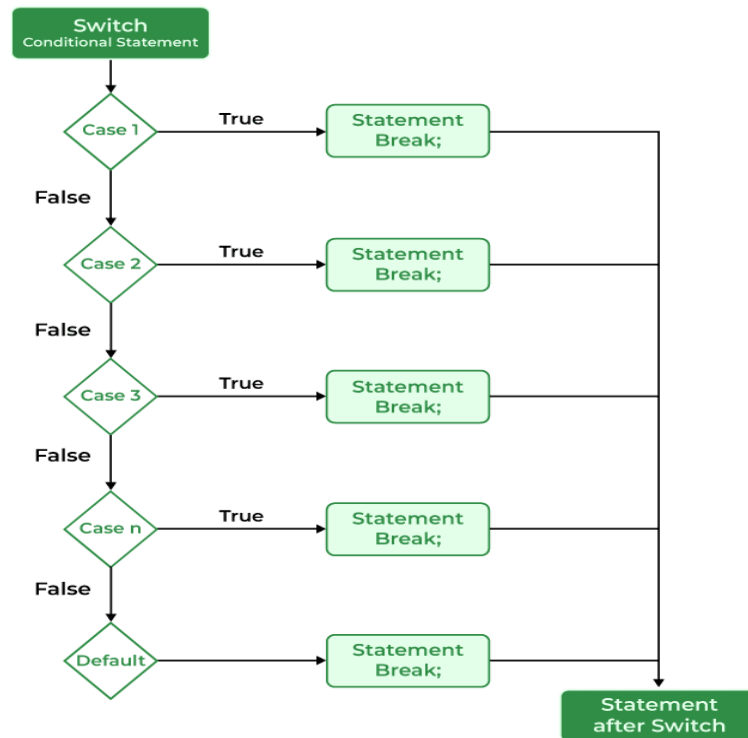 Switch
Conditional Statement
Case 1
True
Statement
Break;
False
Case 2
True
Statement
Break;
False
Case 3
True
Statement
Break;
False
Case n
True
Statement
Break;
False
Default
Statement
Break;
Statement
after Switch